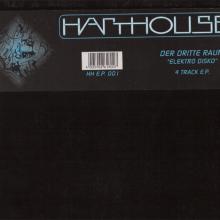 HARTHOUSE
DER DRITTE RAUM
"ELEKTRO DISKO"
4 TRACK E.P.
HH E.P. 001